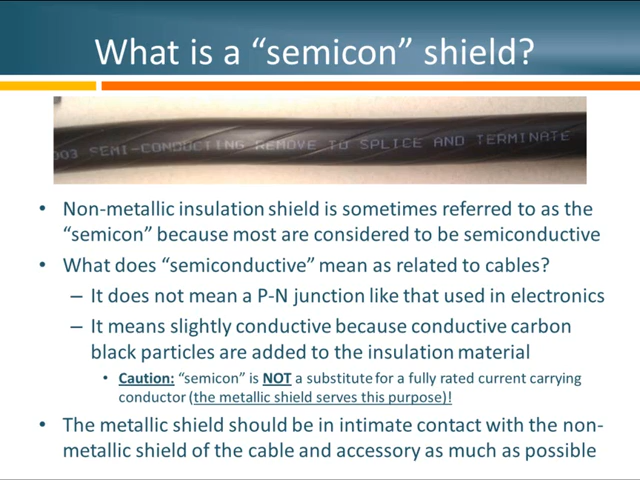 What is a “semicon” shield?
003 SEMI-CONDUCTING REMOVE TO SPLICE AND TERMINATE
• Non-metallic insulation shield is sometimes referred to as the
“semicon” because most are considered to be semiconductive
• What does “semiconductive” mean as related to cables?
– It does not mean a P-N junction like that used in electronics
– It means slightly conductive because conductive carbon
black particles are added to the insulation material
• Caution: “semicon” is NOT a substitute for a fully rated current carrying
conductor (the metallic shield serves this purpose)!
• The metallic shield should be in intimate contact with the non-
metallic shield of the cable and accessory as much as possible